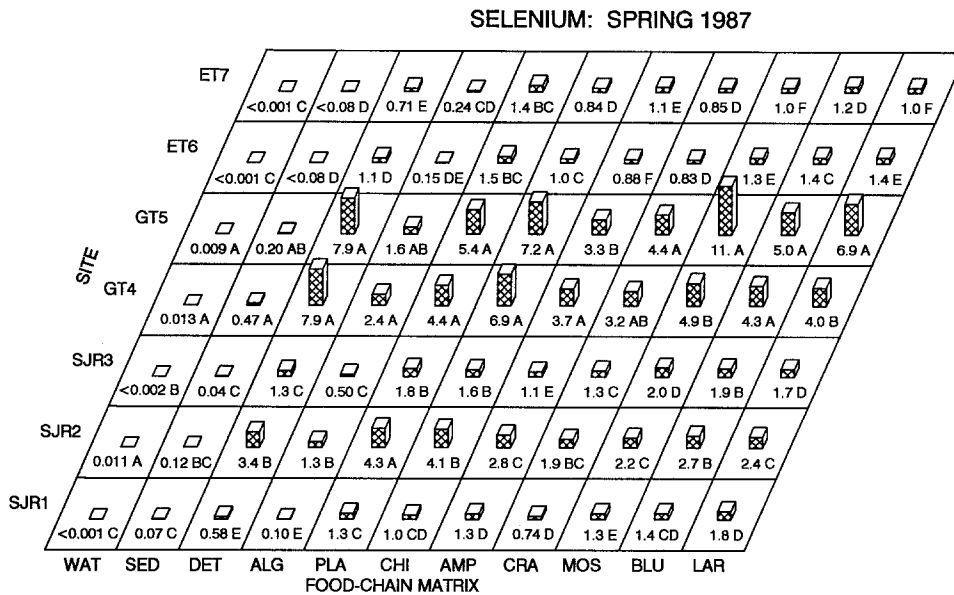 SELENIUM: SPRING 1987
ET7
<0.001 C <0.08 D 0.71 E 0.24 CD 1.4 BC 0.84 D 1.1 E 0.85 D 1.0 F 1.2 D 1.0 F
ET6
<0.001 C <0.08 D 1.1 D 0.15 DE 1.5 BC 1.0 C 0.88 F 0.83 D 1.3 E 1.4 C 1.4 E
GT5
0.009 A 0.20 AB 7.9 A 1.6 AB 5.4 A 7.2 A 3.3 B 4.4 A 11. A 5.0 A 6.9 A
SITE
GT4
0.013 A 0.47 A 7.9 A 2.4 A 4.4 A 6.9 A 3.7 A 3.2 AB 4.9 B 4.3 A 4.0 B
SJR3
<0.002 B 0.04 C 1.3 C 0.50 C 1.8 B 1.6 B 1.1 E 1.3 C 2.0 D 1.9 B 1.7 D
SJR2
0.011 A 0.12 BC 3.4 B 1.3 B 4.3 A 4.1 B 2.8 C 1.9 BC 2.2 C 2.7 B 2.4 C
SJR1
<0.001 C 0.07 C 0.58 E 0.10 E 1.3 C 1.0 CD 1.3 D 0.74 D 1.3 E 1.4 CD 1.8 D
WAT SED DET ALG PLA CHI AMP CRA MOS BLU LAR
FOOD-CHAIN MATRIX